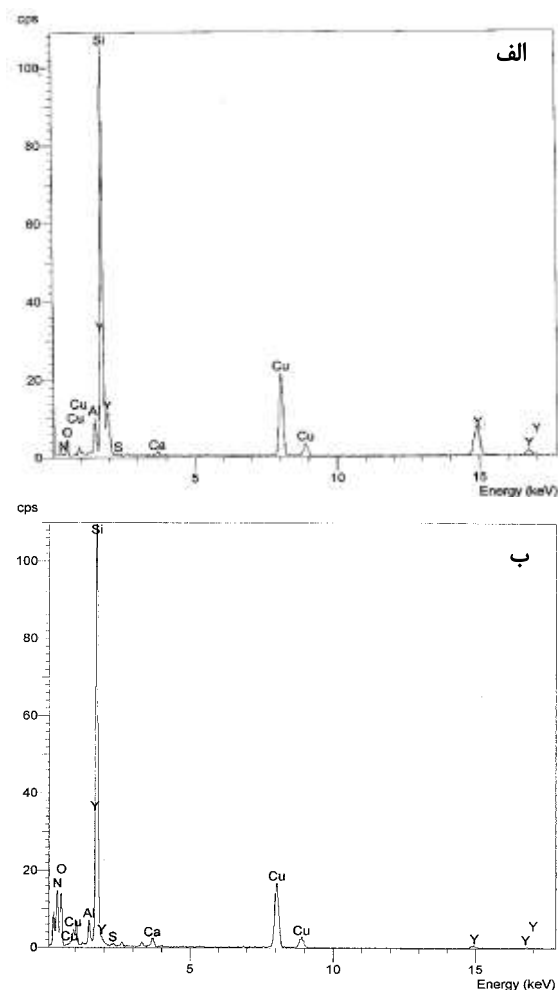 cps
الف
Si
100
80
60
Y
40
Cu
20
Cu
Cu
Al
Y
O
N
S
Ca
Cu
Y
Y
Y
0
5
10
15
Energy (keV)
cps
ب
Si
100
80
60
40
Y
20
O
N
Cu
Cu
Al
Y
S
Ca
Cu
Cu
Y
Y
Y
0
5
10
15
Energy (keV)